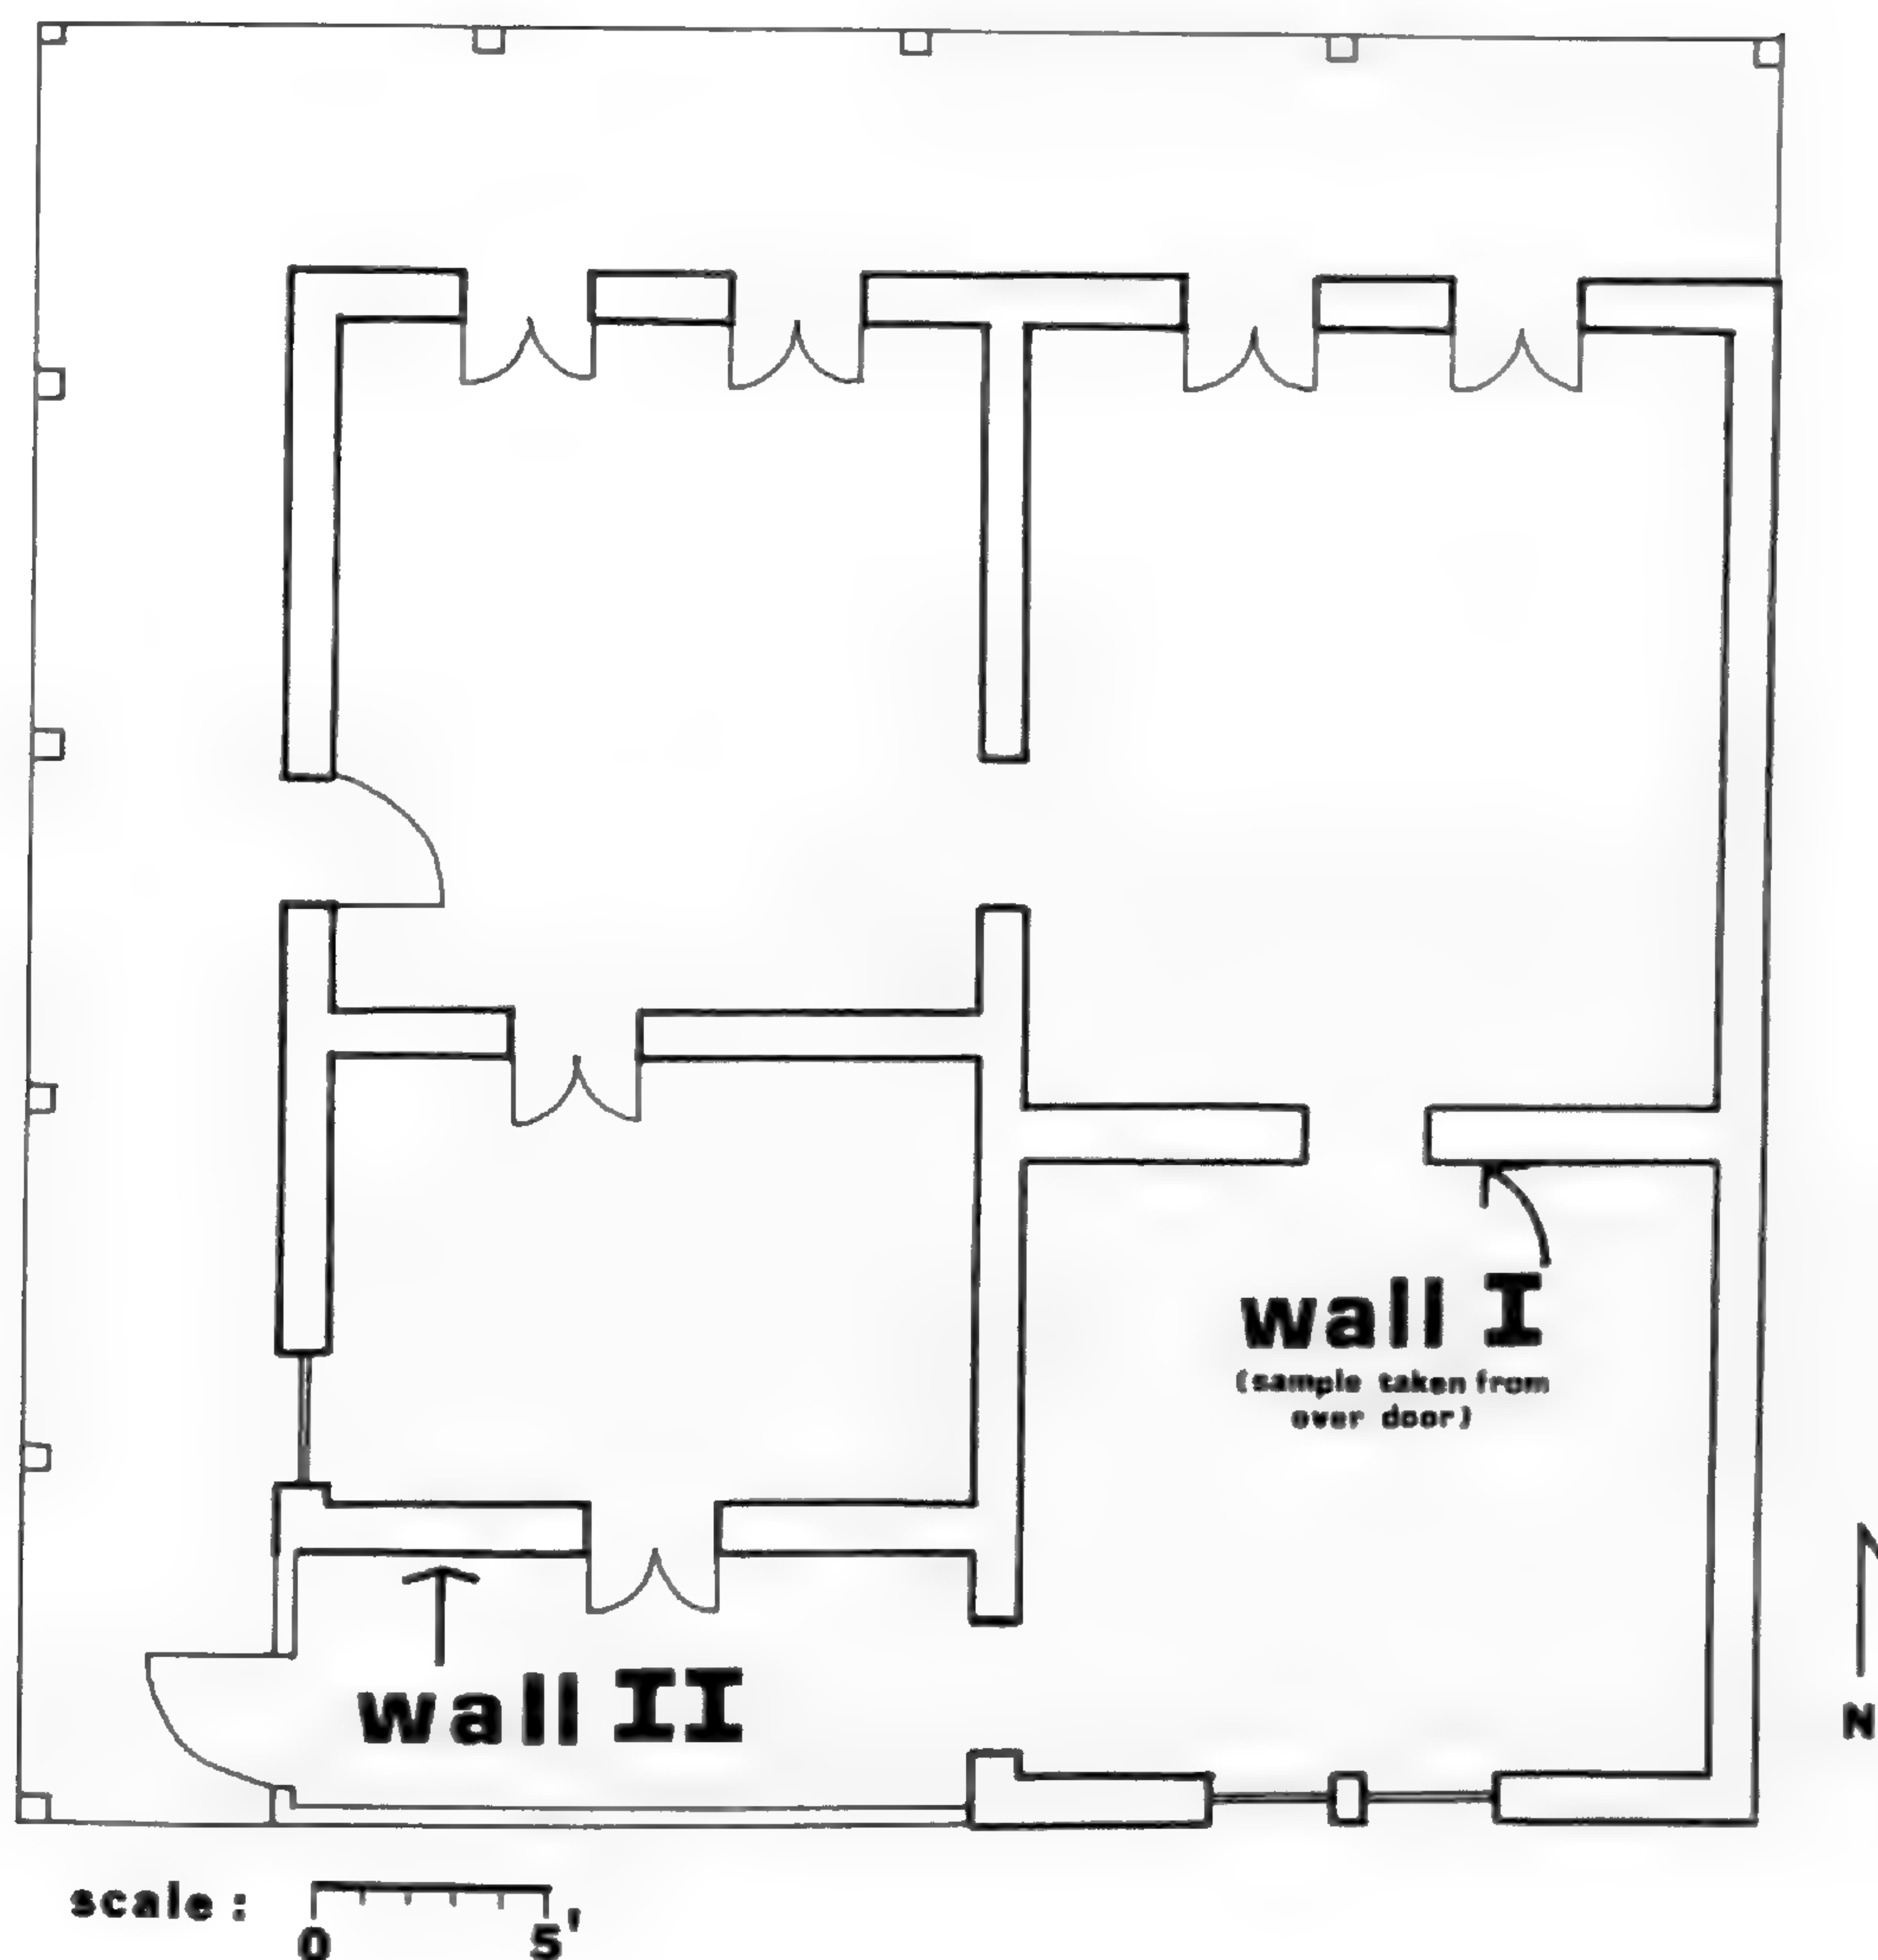 wall I
(sample taken from
over door)
wall II
N
scale:
0 5'